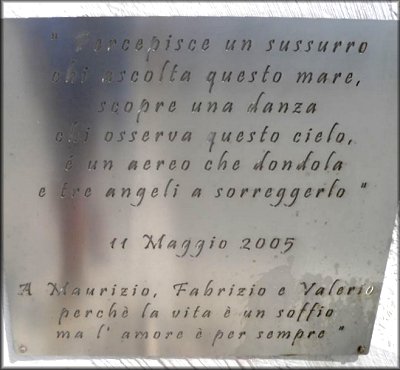 " Percepisce un sussurro
chi ascolta questo mare,
scopre una danza
chi osserva questo cielo,
é un aereo che dondola
e tre angeli a sorreggerlo "
11 Maggio 2005
A Maurizio, Fabrizio e Valerio
perchè la vita è un soffio
ma l' amore è per sempre "